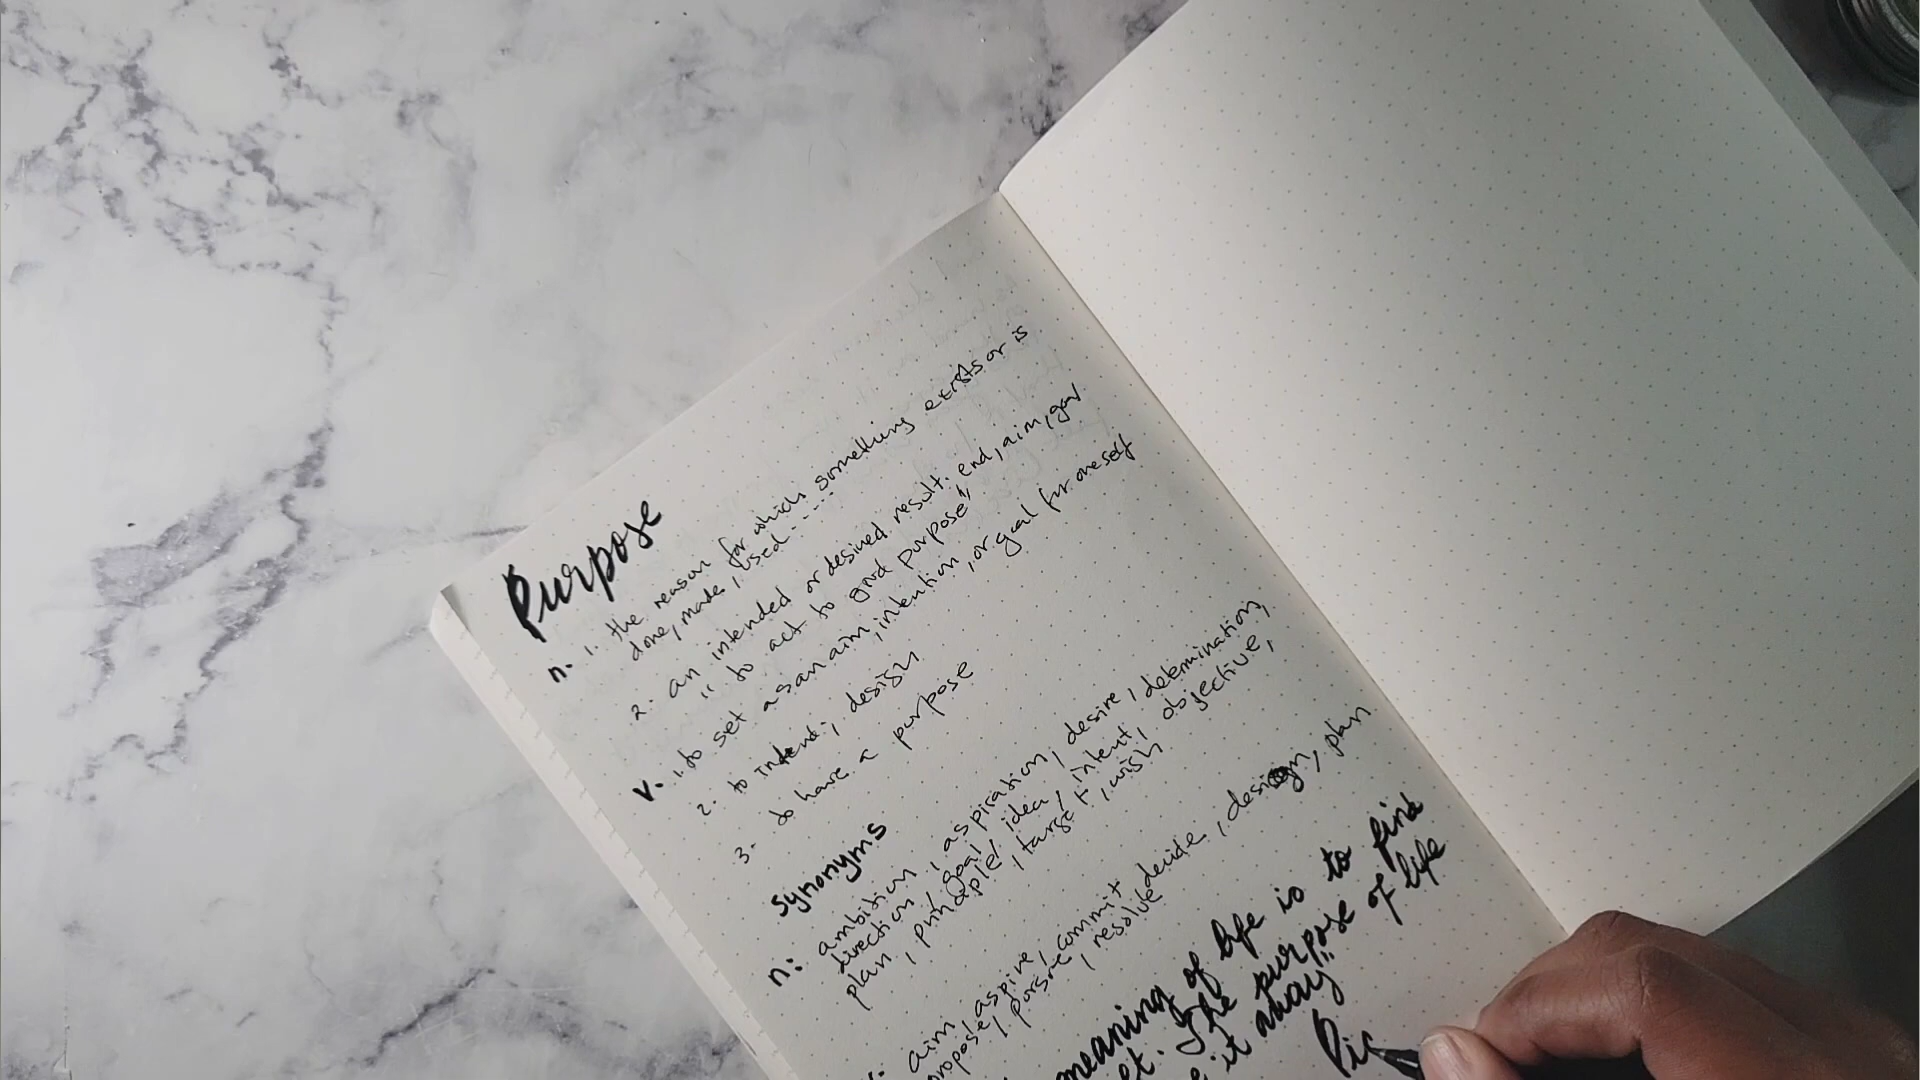 Purpose
n. 1. the reason for which something exists or is
done, made, used.....
2. an intended or desired result. end, aim, goal
" to act to good purpose"
v. 1. to set as an aim, intention, or goal for oneself
2. to intend; design
3. to have a purpose
Synonyms
n: ambition, aspiration, desire, determination,
direction, goal, idea, intent, objective,
plan, principle, target, wish
aim, aspire, commit, decide, design, plan
propose, pursue, resolve
meaning of life is to find
The purpose of life
it away"
Pic